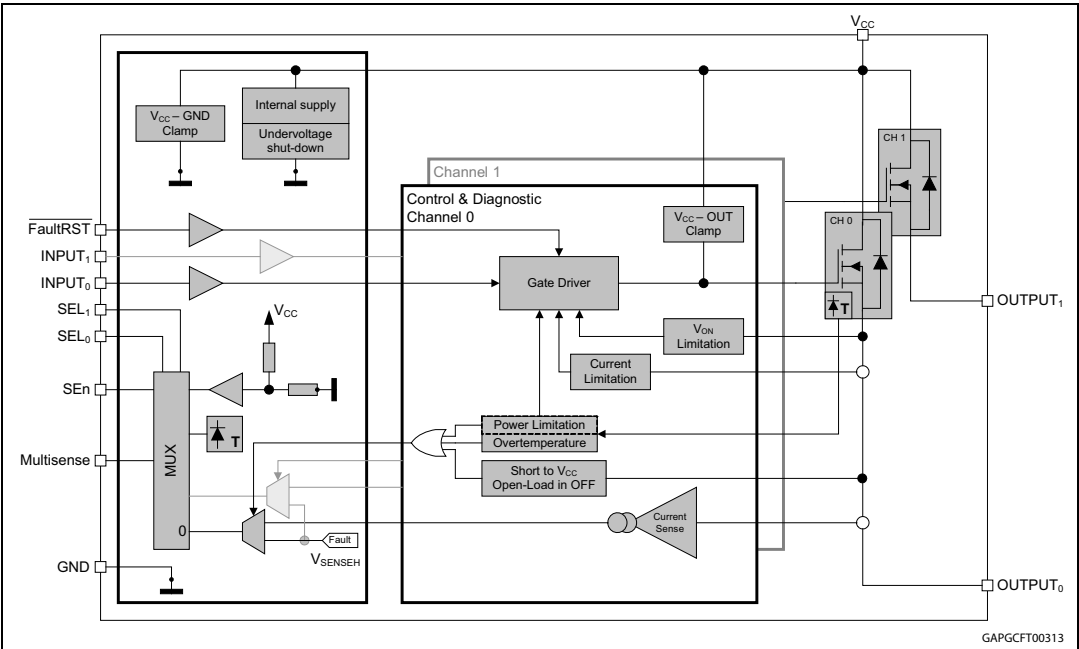 VCC
VCC – GND
Clamp
Internal supply
Undervoltage
shut-down
Channel 1
Control & Diagnostic
Channel 0
VCC – OUT
Clamp
CH 1
CH 0
T
FaultRST
INPUT1
INPUT0
SEL1
SEL0
SEn
Multisense
GND
VCC
MUX
T
0
Gate Driver
VON
Limitation
Current
Limitation
Power Limitation
Overtemperature
Short to VCC
Open-Load in OFF
Current
Sense
Fault
VSENSEH
OUTPUT1
OUTPUT0
GAPGCFT00313